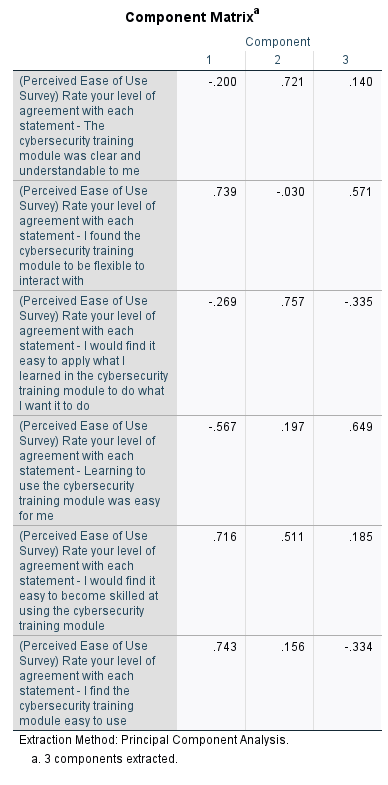 Component Matrixa
Component
1 2 3
(Perceived Ease of Use
Survey) Rate your level of
agreement with each
statement - The
cybersecurity training
module was clear and
understandable to me
-.200 .721 .140
(Perceived Ease of Use
Survey) Rate your level of
agreement with each
statement - I found the
cybersecurity training
module to be flexible to
interact with
.739 -.030 .571
(Perceived Ease of Use
Survey) Rate your level of
agreement with each
statement - I would find it
easy to apply what I
learned in the cybersecurity
training module to do what
I want it to do
-.269 .757 -.335
(Perceived Ease of Use
Survey) Rate your level of
agreement with each
statement - Learning to
use the cybersecurity
training module was easy
for me
-.567 .197 .649
(Perceived Ease of Use
Survey) Rate your level of
agreement with each
statement - I would find it
easy to become skilled at
using the cybersecurity
training module
.716 .511 .185
(Perceived Ease of Use
Survey) Rate your level of
agreement with each
statement - I find the
cybersecurity training
module easy to use
.743 .156 -.334
Extraction Method: Principal Component Analysis.
a. 3 components extracted.